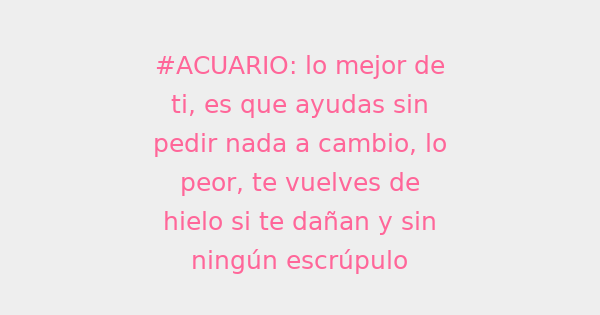 #ACUARIO: lo mejor de
ti, es que ayudas sin
pedir nada a cambio, lo
peor, te vuelves de
hielo si te dañan y sin
ningún escrúpulo